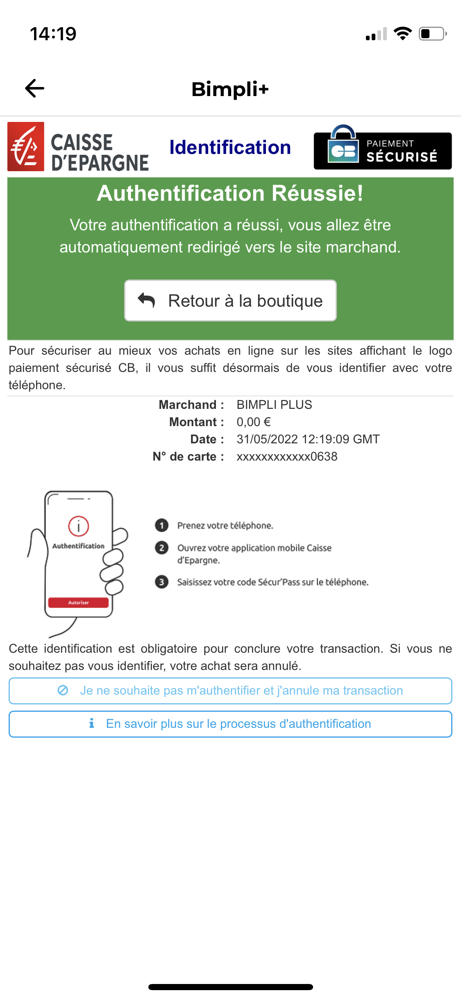 14:19
Bimpli+
CAISSE
D'EPARGNE
Identification
PAIEMENT
SÉCURISÉ
CB
Authentification Réussie!
Votre authentification a réussi, vous allez être
automatiquement redirigé vers le site marchand.
Retour à la boutique
Pour sécuriser au mieux vos achats en ligne sur les sites affichant le logo
paiement sécurisé CB, il vous suffit désormais de vous identifier avec votre
téléphone.
Marchand : BIMPLI PLUS
Montant : 0,00 €
Date : 31/05/2022 12:19:09 GMT
N° de carte : xxxxxxxxxxxx0638
i
Authentification
Autoriser
1 Prenez votre téléphone.
2 Ouvrez votre application mobile Caisse
d'Epargne.
3 Saisissez votre code Sécur'Pass sur le téléphone.
Cette identification est obligatoire pour conclure votre transaction. Si vous ne
souhaitez pas vous identifier, votre achat sera annulé.
Je ne souhaite pas m'authentifier et j'annule ma transaction
i En savoir plus sur le processus d'authentification